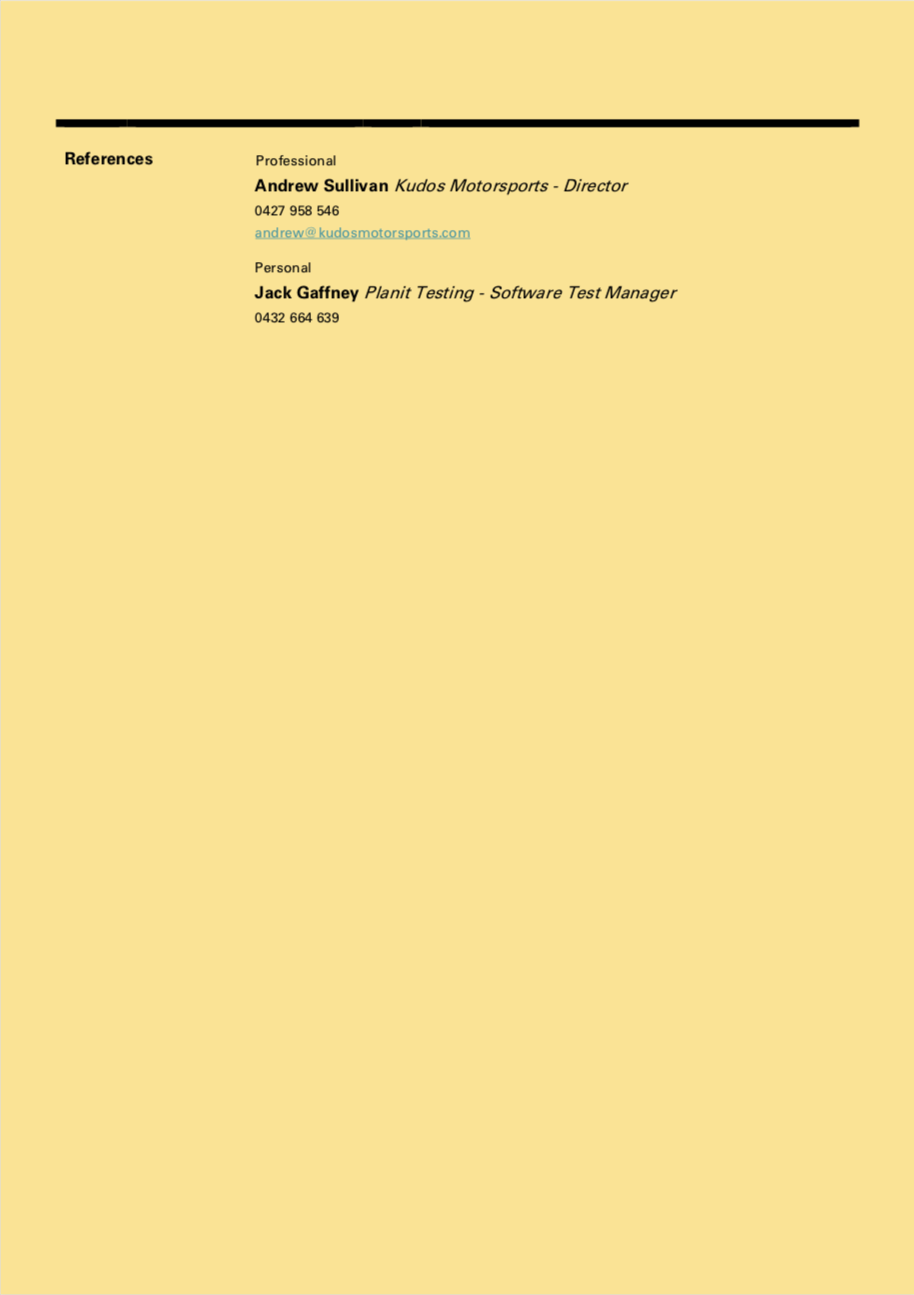 References
Professional
Andrew Sullivan Kudos Motorsports - Director
0427 958 546
andrew@kudosmotorsports.com
Personal
Jack Gaffney Planit Testing - Software Test Manager
0432 664 639